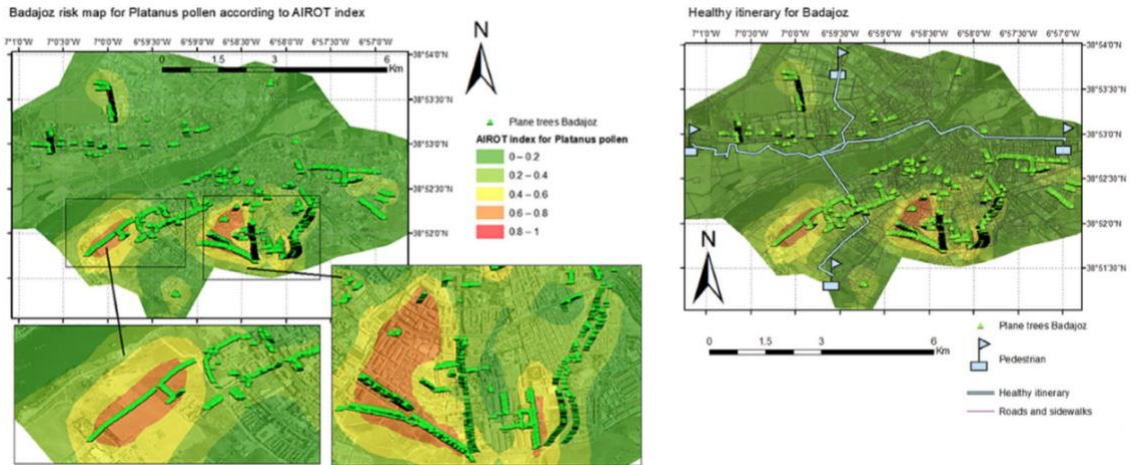 Badajoz risk map for Platanus pollen according to AIROT index
7°1'0"W 7°0'30"W 7°0'0"W 6°59'30"W 6°59'0"W 6°58'30"W 6°58'0"W 6°57'30"W 6°57'0"W
0 1.5 3 6
Km
N
38°54'0"N
38°53'30"N
38°53'0"N
38°52'30"N
38°52'0"N
Plane trees Badajoz
AIROT index for Platanus pollen
0 – 0.2
0.2 – 0.4
0.4 – 0.6
0.6 – 0.8
0.8 – 1
Healthy itinerary for Badajoz
7°1'0"W 7°0'30"W 7°0'0"W 6°59'30"W 6°59'0"W 6°58'30"W 6°58'0"W 6°57'30"W 6°57'0"W
38°54'0"N
38°53'30"N
38°53'0"N
38°52'30"N
38°52'0"N
38°51'30"N
N
0 1.5 3 6
Km
Plane trees Badajoz
Pedestrian
Healthy itinerary
Roads and sidewalks